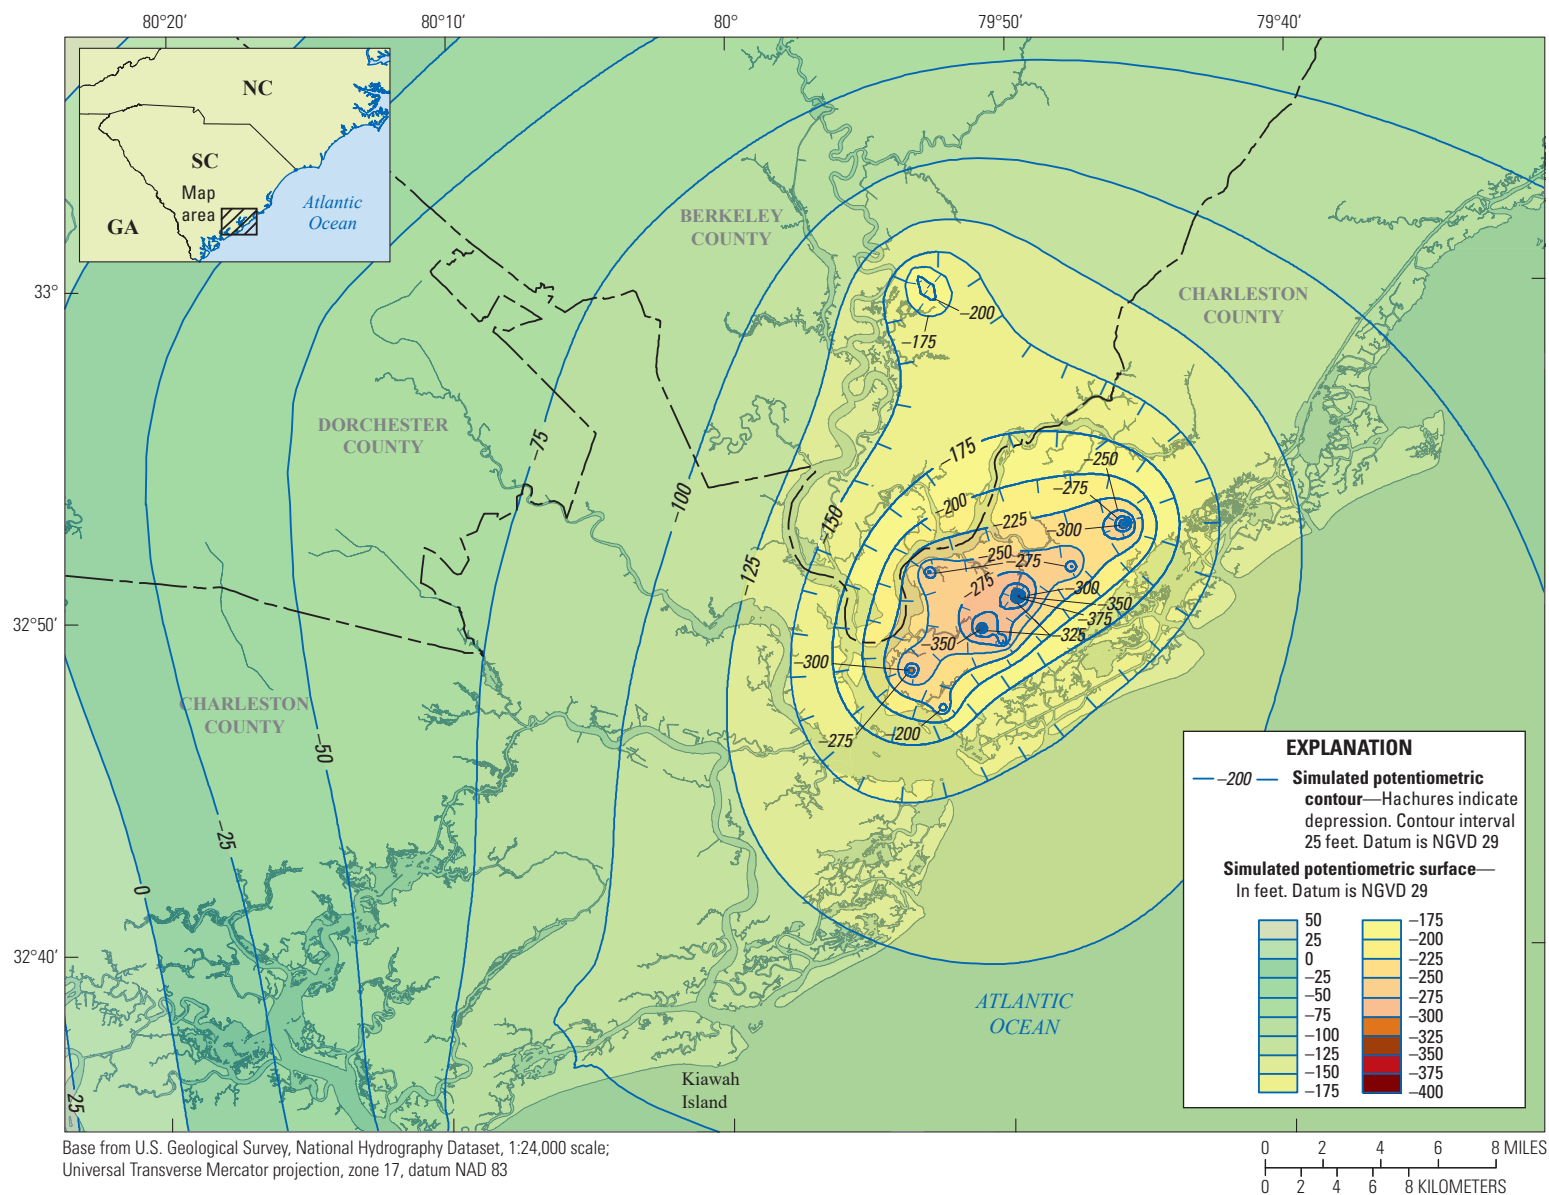 80°20′ 80°10′ 80° 79°50′ 79°40′
NC
SC
Map
area
GA
Atlantic
Ocean
BERKELEY
COUNTY
33°
CHARLESTON
COUNTY
–200
–175
DORCHESTER
COUNTY
–75
–175
–250
–275
–100
–200
–150
–225
–300
–250
–275
–125
–275
–300
–350
–375
32°50′
–325
–350
–300
CHARLESTON
COUNTY
–200
–275
–50
–25
0
32°40′
ATLANTIC
OCEAN
Kiawah
Island
25
EXPLANATION
–200 Simulated potentiometric
contour—Hachures indicate
depression. Contour interval
25 feet. Datum is NGVD 29
Simulated potentiometric surface—
In feet. Datum is NGVD 29
50
25
0
–25
–50
–75
–100
–125
–150
–175
–175
–200
–225
–250
–275
–300
–325
–350
–375
–400
Base from U.S. Geological Survey, National Hydrography Dataset, 1:24,000 scale;
Universal Transverse Mercator projection, zone 17, datum NAD 83
0 2 4 6 8 MILES
0 2 4 6 8 KILOMETERS